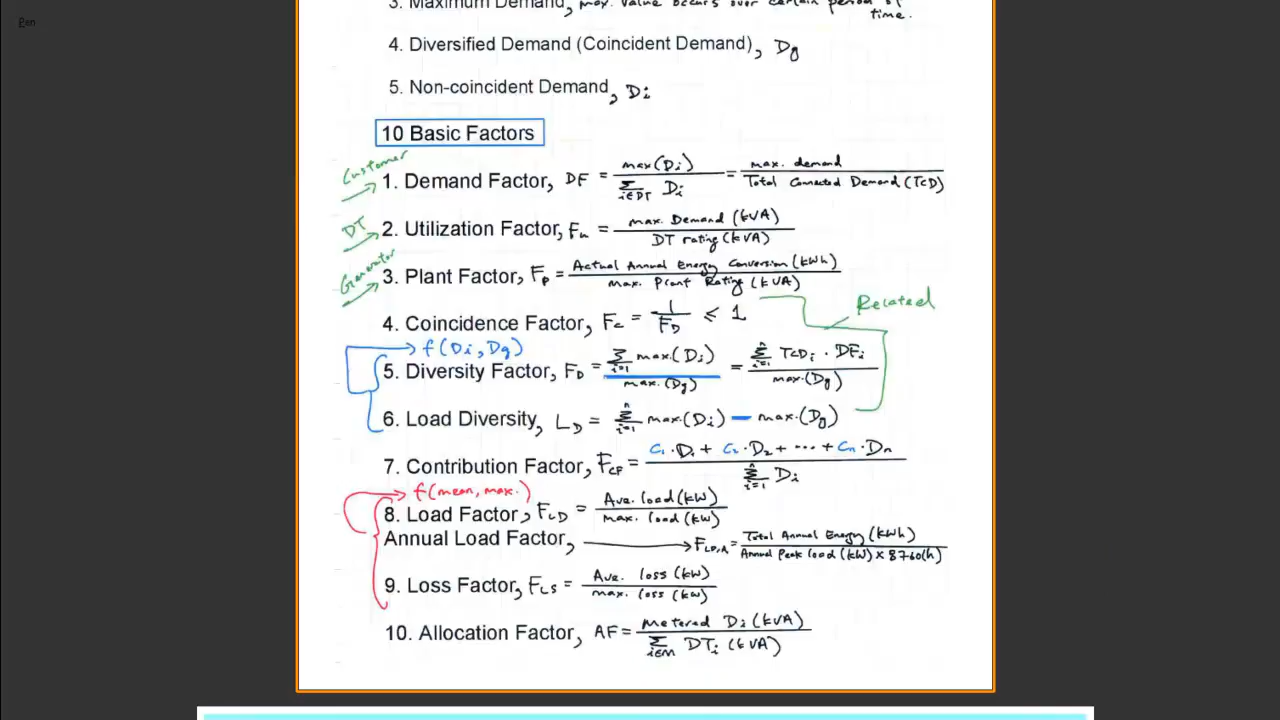 Ben
3. Maximum Demand, max. value occurs over certain period of
time.
4. Diversified Demand (Coincident Demand), Dg
5. Non-coincident Demand, Di
10 Basic Factors
Customer
1. Demand Factor, DF = max(Di) / Σ i∈DT Di = max. demand / Total Connected Demand (TCD)
DT
2. Utilization Factor, Fu = max. Demand (kVA) / DT rating (kVA)
Generator
3. Plant Factor, Fp = Actual Annual Energy Conversion (kWh) / max. Plant Rating (kVA)
Related
4. Coincidence Factor, Fc = 1 / FD ≤ 1
f(Di, Dg)
5. Diversity Factor, FD = Σ i=1 max.(Di) / max.(Dg) = n Σ i=1 TCDi · DFi / max.(Dg)
6. Load Diversity, LD = n Σ i=1 max.(Di) − max.(Dg)
7. Contribution Factor, FCP = C1·D1 + C2·D2 + ··· + Cn·Dn / n Σ i=1 Di
f(mean, max.)
8. Load Factor, FLD = Ave. load (kW) / max. load (kW)
Annual Load Factor, → FLD,A = Total Annual Energy (kWh) / Annual Peak load (kW) × 8760(h)
9. Loss Factor, FLS = Ave. loss (kW) / max. loss (kW)
10. Allocation Factor, AF = Metered Di (kVA) / Σ i∈M DTi (kVA)